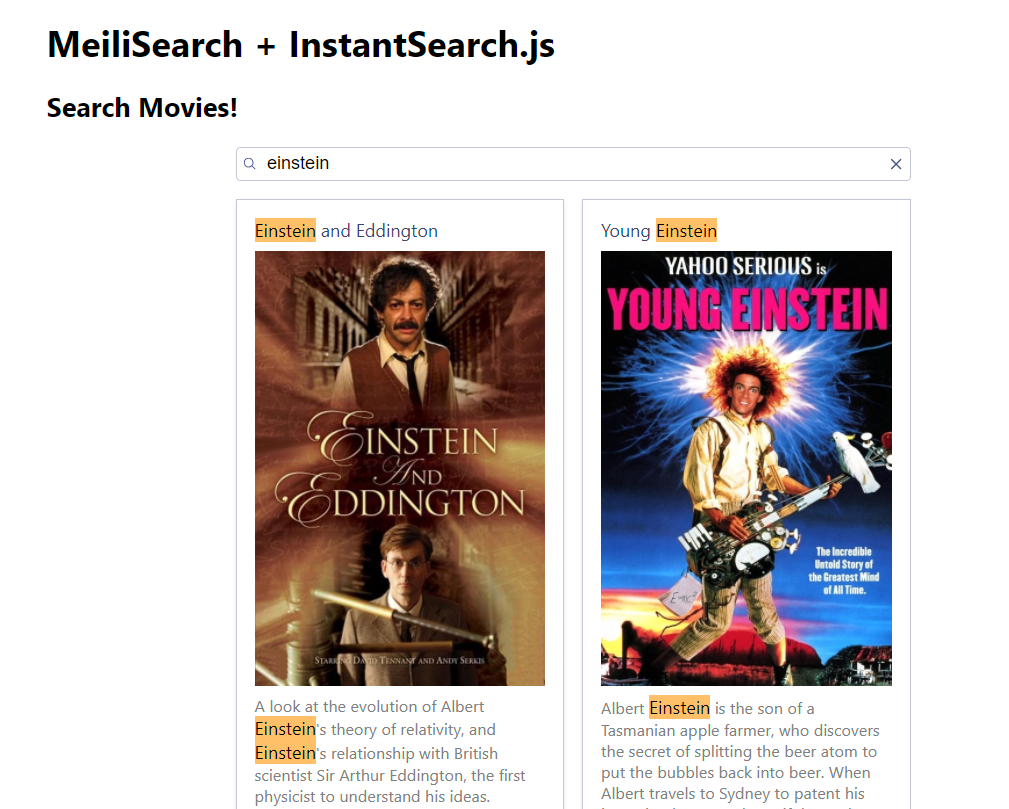 MeiliSearch + InstantSearch.js
Search Movies!
einstein
Einstein and Eddington
EINSTEIN
AND
EDDINGTON
STARRING DAVID TENNANT AND ANDY SERKIS
A look at the evolution of Albert
Einstein's theory of relativity, and
Einstein's relationship with British
scientist Sir Arthur Eddington, the first
physicist to understand his ideas.
Young Einstein
YAHOO SERIOUS is
YOUNG EINSTEIN
The Incredible
Untold Story of
the Greatest Mind
of All Time.
E=mc²
Albert Einstein is the son of a
Tasmanian apple farmer, who discovers
the secret of splitting the beer atom to
put the bubbles back into beer. When
Albert travels to Sydney to patent his